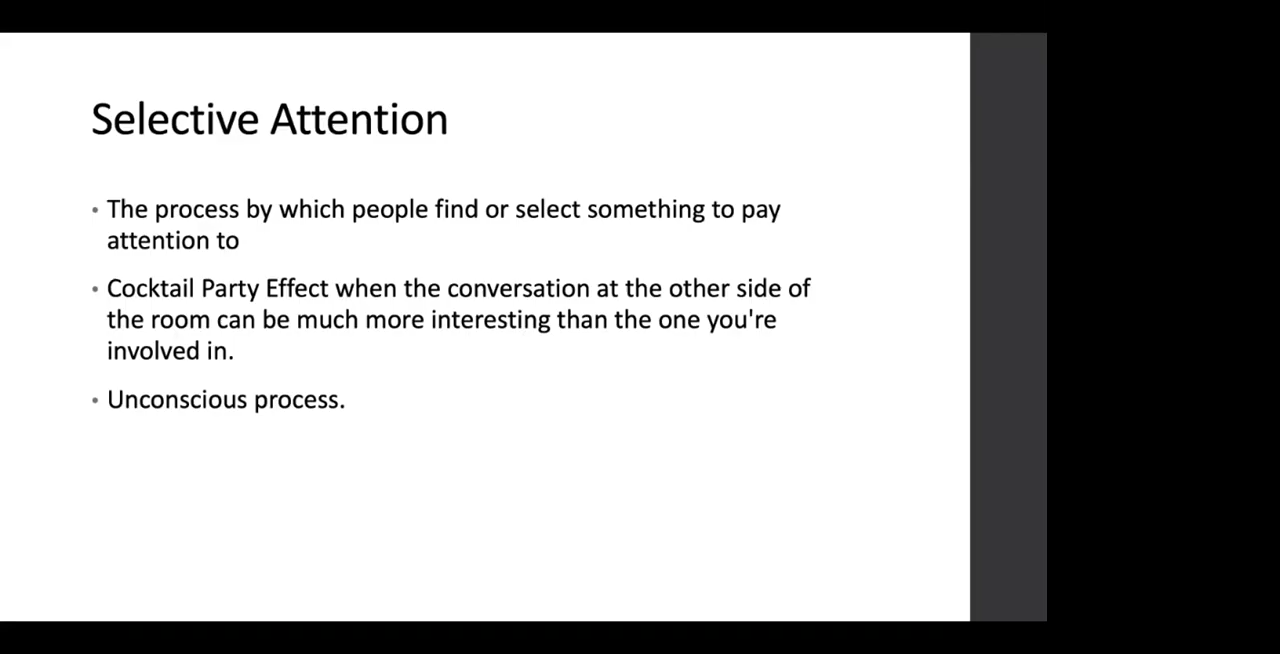 Selective Attention
• The process by which people find or select something to pay
attention to
• Cocktail Party Effect when the conversation at the other side of
the room can be much more interesting than the one you're
involved in.
• Unconscious process.